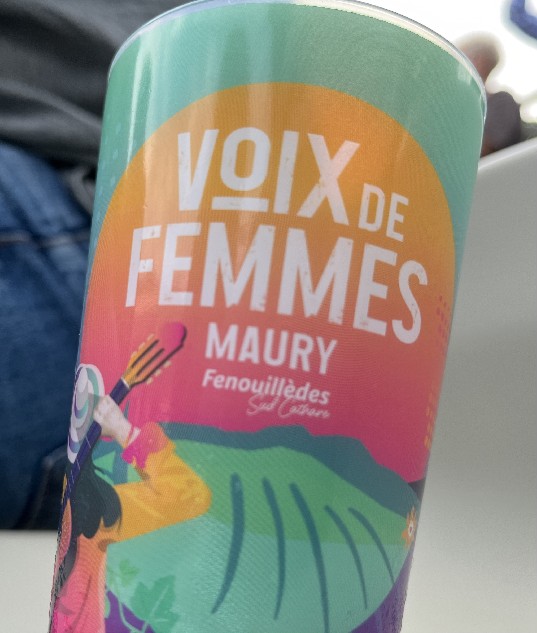 VOIX DE
FEMMES
MAURY
Fenouillèdes
Sud Cathare